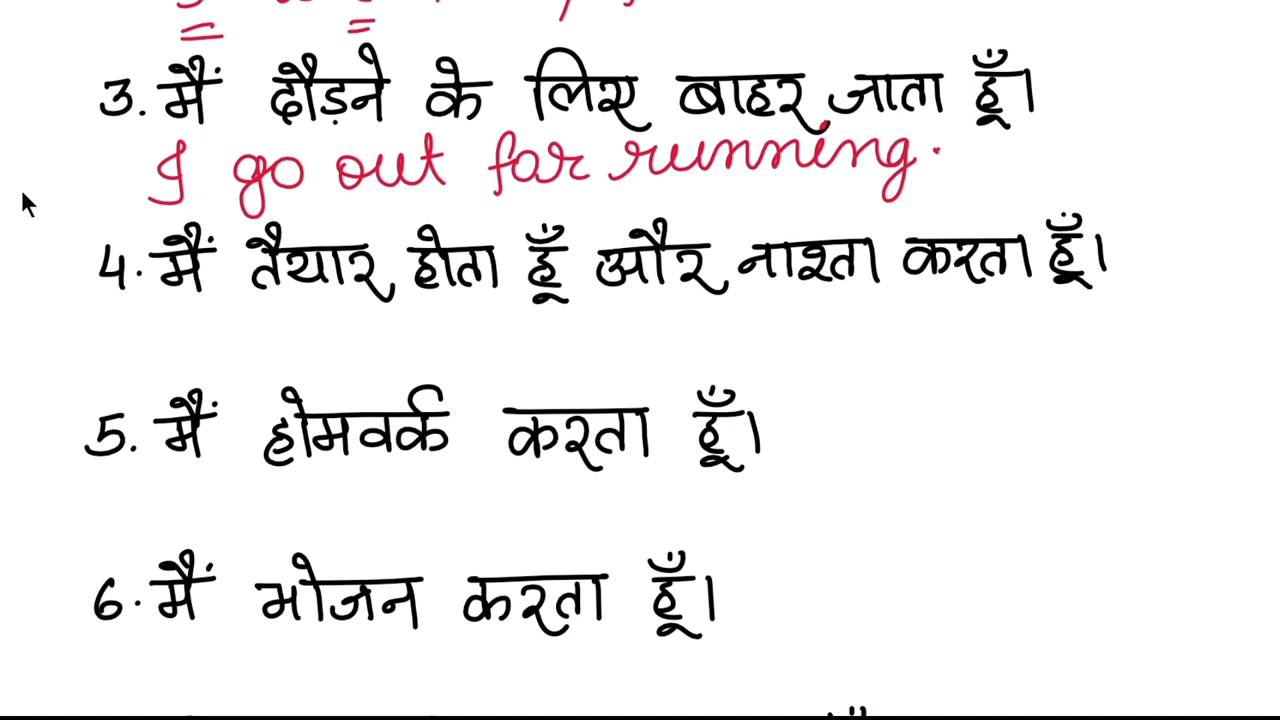 3. मैं दौड़ने के लिए बाहर जाता हूँ।
I go out for running.
4. मैं तैयार होता हूँ और नाश्ता करता हूँ।
5. मैं होमवर्क करता हूँ।
6. मैं भोजन करता हूँ।